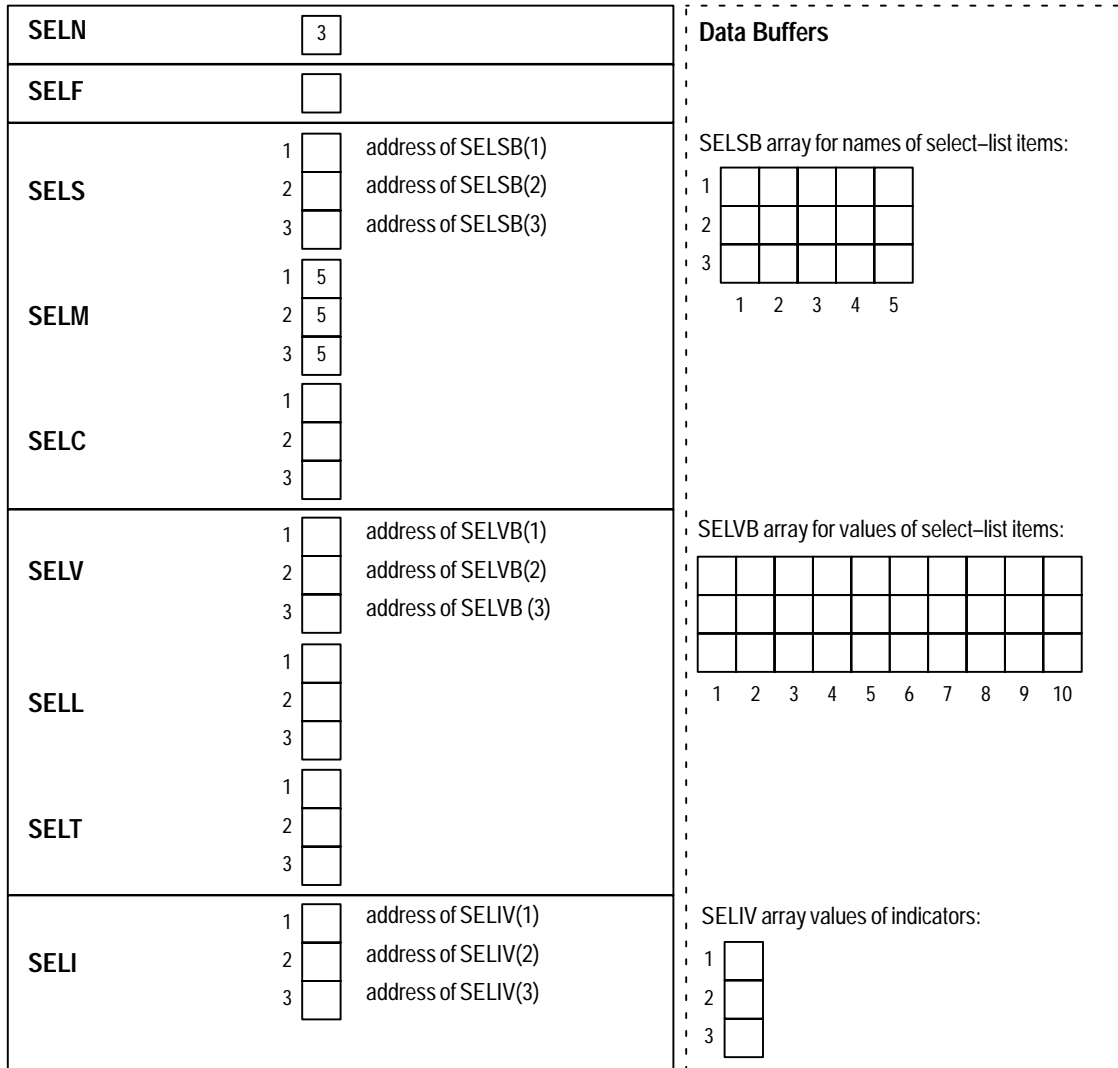 SELN 3
SELF
SELS
1 address of SELSB(1)
2 address of SELSB(2)
3 address of SELSB(3)
SELM
1 5
2 5
3 5
SELC
1
2
3
SELV
1 address of SELVB(1)
2 address of SELVB(2)
3 address of SELVB (3)
SELL
1
2
3
SELT
1
2
3
SELI
1 address of SELIV(1)
2 address of SELIV(2)
3 address of SELIV(3)
Data Buffers
SELSB array for names of select–list items:
1
2
3
1 2 3 4 5
SELVB array for values of select–list items:
1 2 3 4 5 6 7 8 9 10
SELIV array values of indicators:
1
2
3